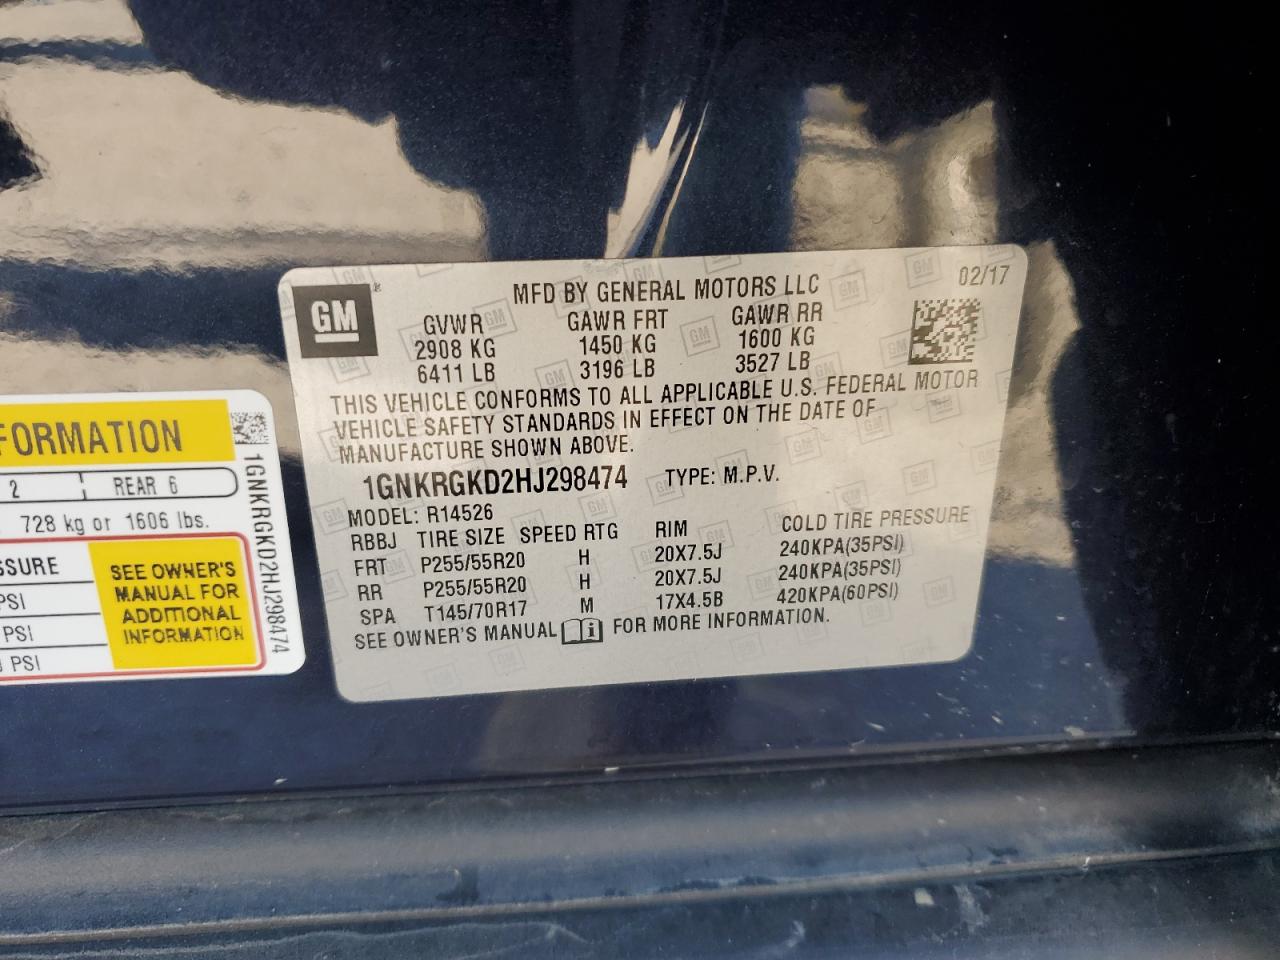 GM
MFD BY GENERAL MOTORS LLC
02/17
GVWR GAWR FRT GAWR RR
2908 KG 1450 KG 1600 KG
6411 LB 3196 LB 3527 LB
THIS VEHICLE CONFORMS TO ALL APPLICABLE U.S. FEDERAL MOTOR
VEHICLE SAFETY STANDARDS IN EFFECT ON THE DATE OF
MANUFACTURE SHOWN ABOVE.
1GNKRGKD2HJ298474 TYPE: M.P.V.
MODEL: R14526
RBBJ TIRE SIZE SPEED RTG RIM COLD TIRE PRESSURE
FRT P255/55R20 H 20X7.5J 240KPA(35PSI)
RR P255/55R20 H 20X7.5J 240KPA(35PSI)
SPA T145/70R17 M 17X4.5B 420KPA(60PSI)
SEE OWNER'S MANUAL FOR MORE INFORMATION.
FORMATION
2 REAR 6
728 kg or 1606 lbs.
SSURE
PSI
PSI
PSI
SEE OWNER'S
MANUAL FOR
ADDITIONAL
INFORMATION
1GNKRGKD2HJ298474